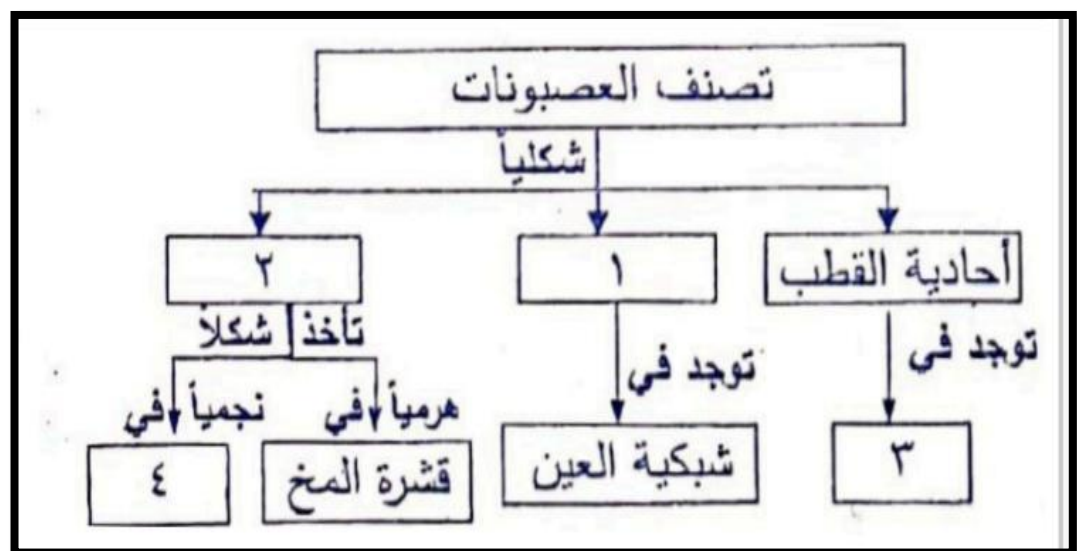 تصنف العصبونات
شكلياً
أحادية القطب
١
٢
توجد في
توجد في
تأخذ شكلاً
هرمياً في
نجمياً في
٣
شبكية العين
قشرة المخ
٤